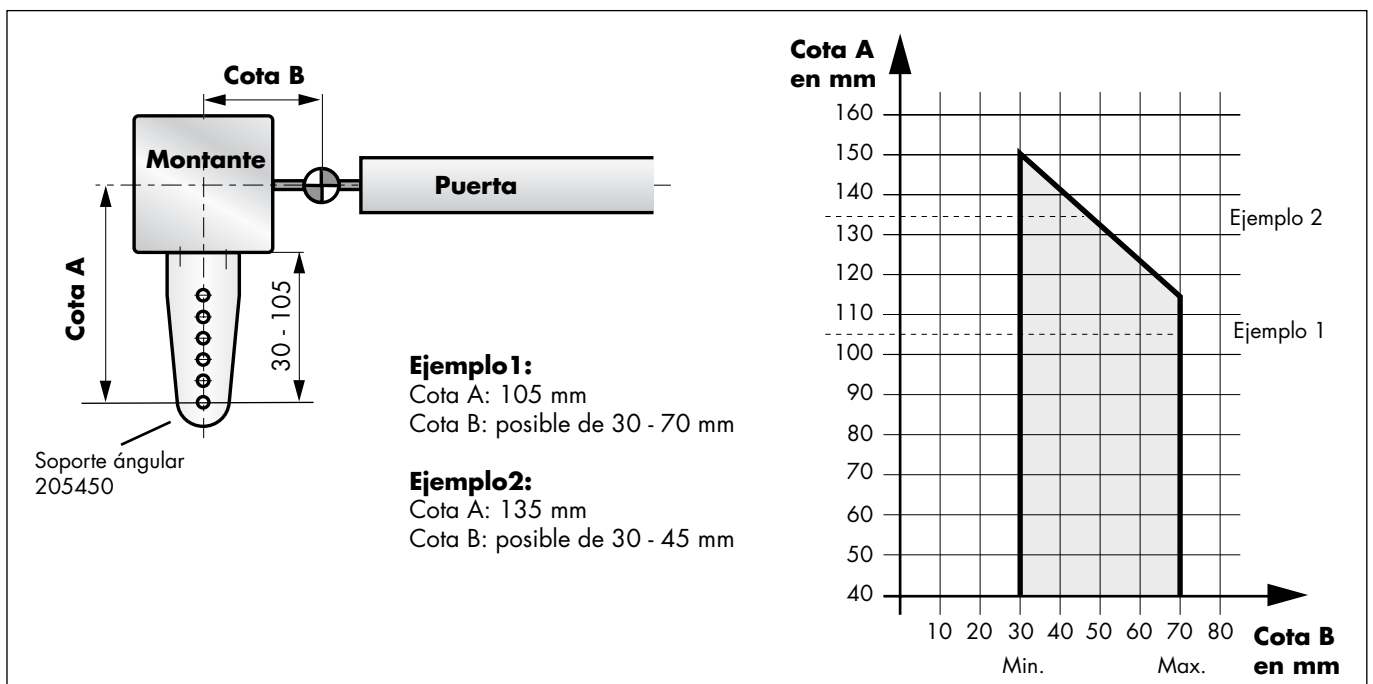 Cota B
Montante
Puerta
Cota A
30 - 105
Soporte ángular
205450
Ejemplo1:
Cota A: 105 mm
Cota B: posible de 30 - 70 mm
Ejemplo2:
Cota A: 135 mm
Cota B: posible de 30 - 45 mm
Cota A
en mm
160
150
140
130
120
110
100
90
80
70
60
50
40
Ejemplo 2
Ejemplo 1
10 20 30 40 50 60 70 80
Min. Max.
Cota B
en mm